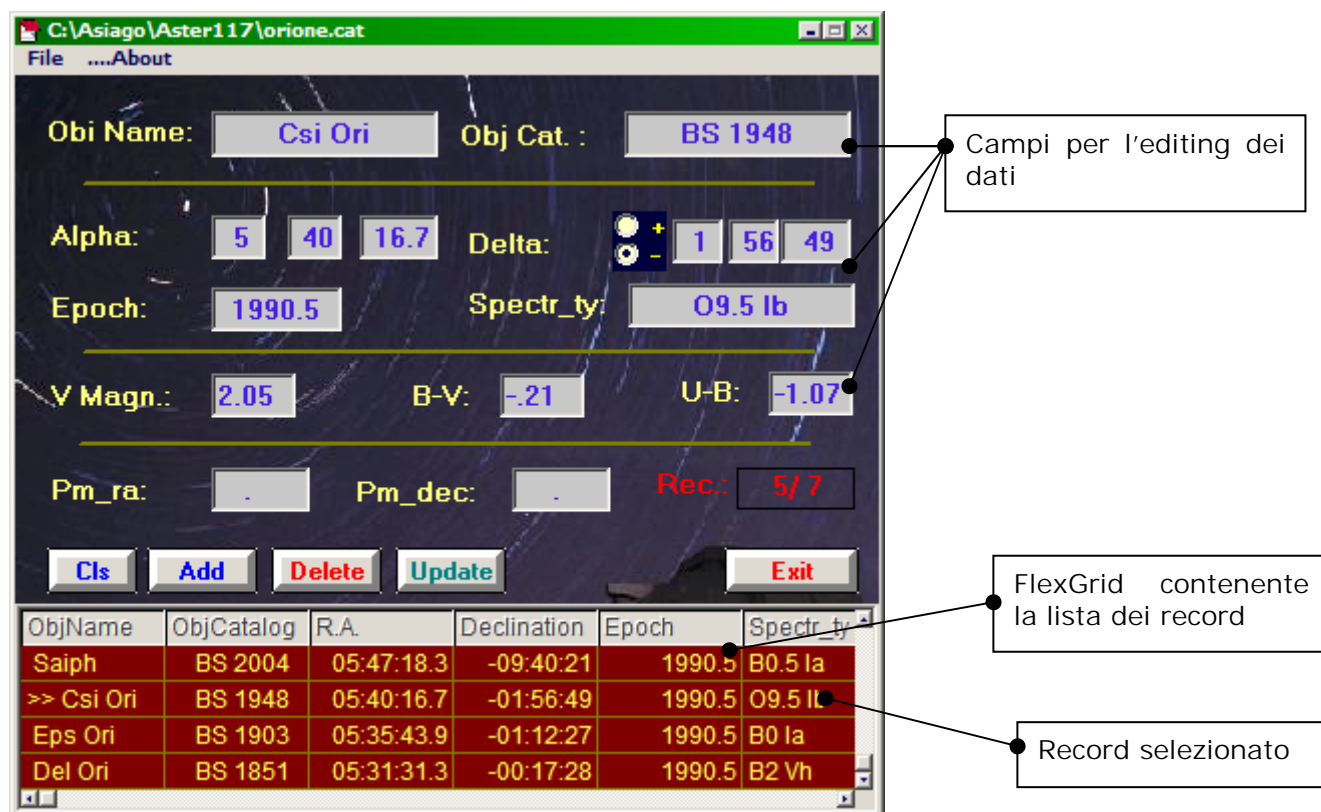 C:\Asiago\Aster117\orione.cat
File ....About
Obi Name: Csi Ori Obj Cat. : BS 1948
Alpha: 5 40 16.7 Delta: + - 1 56 49
Epoch: 1990.5 Spectr_ty: O9.5 Ib
V Magn.: 2.05 B-V: -.21 U-B: -1.07
Pm_ra: . Pm_dec: . Rec.: 5/ 7
Cls Add Delete Update Exit
ObjName ObjCatalog R.A. Declination Epoch Spectr_ty
Saiph BS 2004 05:47:18.3 -09:40:21 1990.5 B0.5 Ia
>> Csi Ori BS 1948 05:40:16.7 -01:56:49 1990.5 O9.5 Ib
Eps Ori BS 1903 05:35:43.9 -01:12:27 1990.5 B0 Ia
Del Ori BS 1851 05:31:31.3 -00:17:28 1990.5 B2 Vh
Campi per l'editing dei
dati
FlexGrid contenente
la lista dei record
Record selezionato